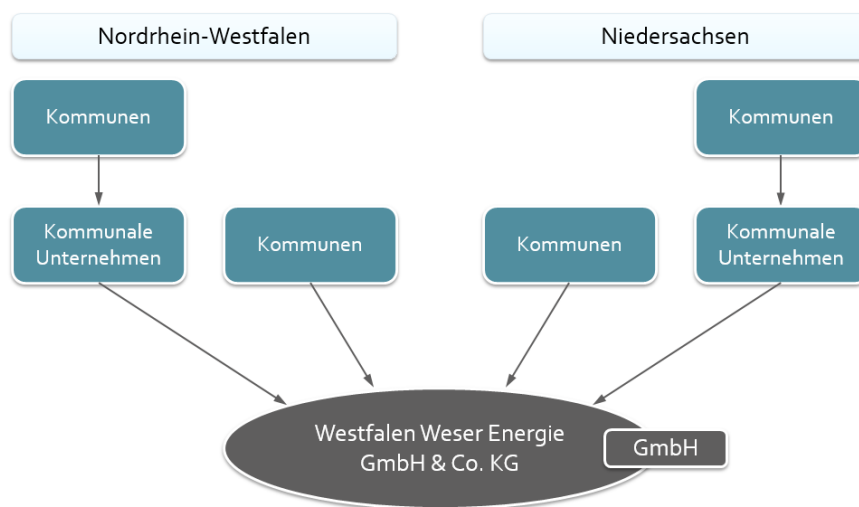 Nordrhein-Westfalen
Niedersachsen
Kommunen
Kommunen
Kommunale
Unternehmen
Kommunen
Kommunen
Kommunale
Unternehmen
Westfalen Weser Energie
GmbH & Co. KG
GmbH